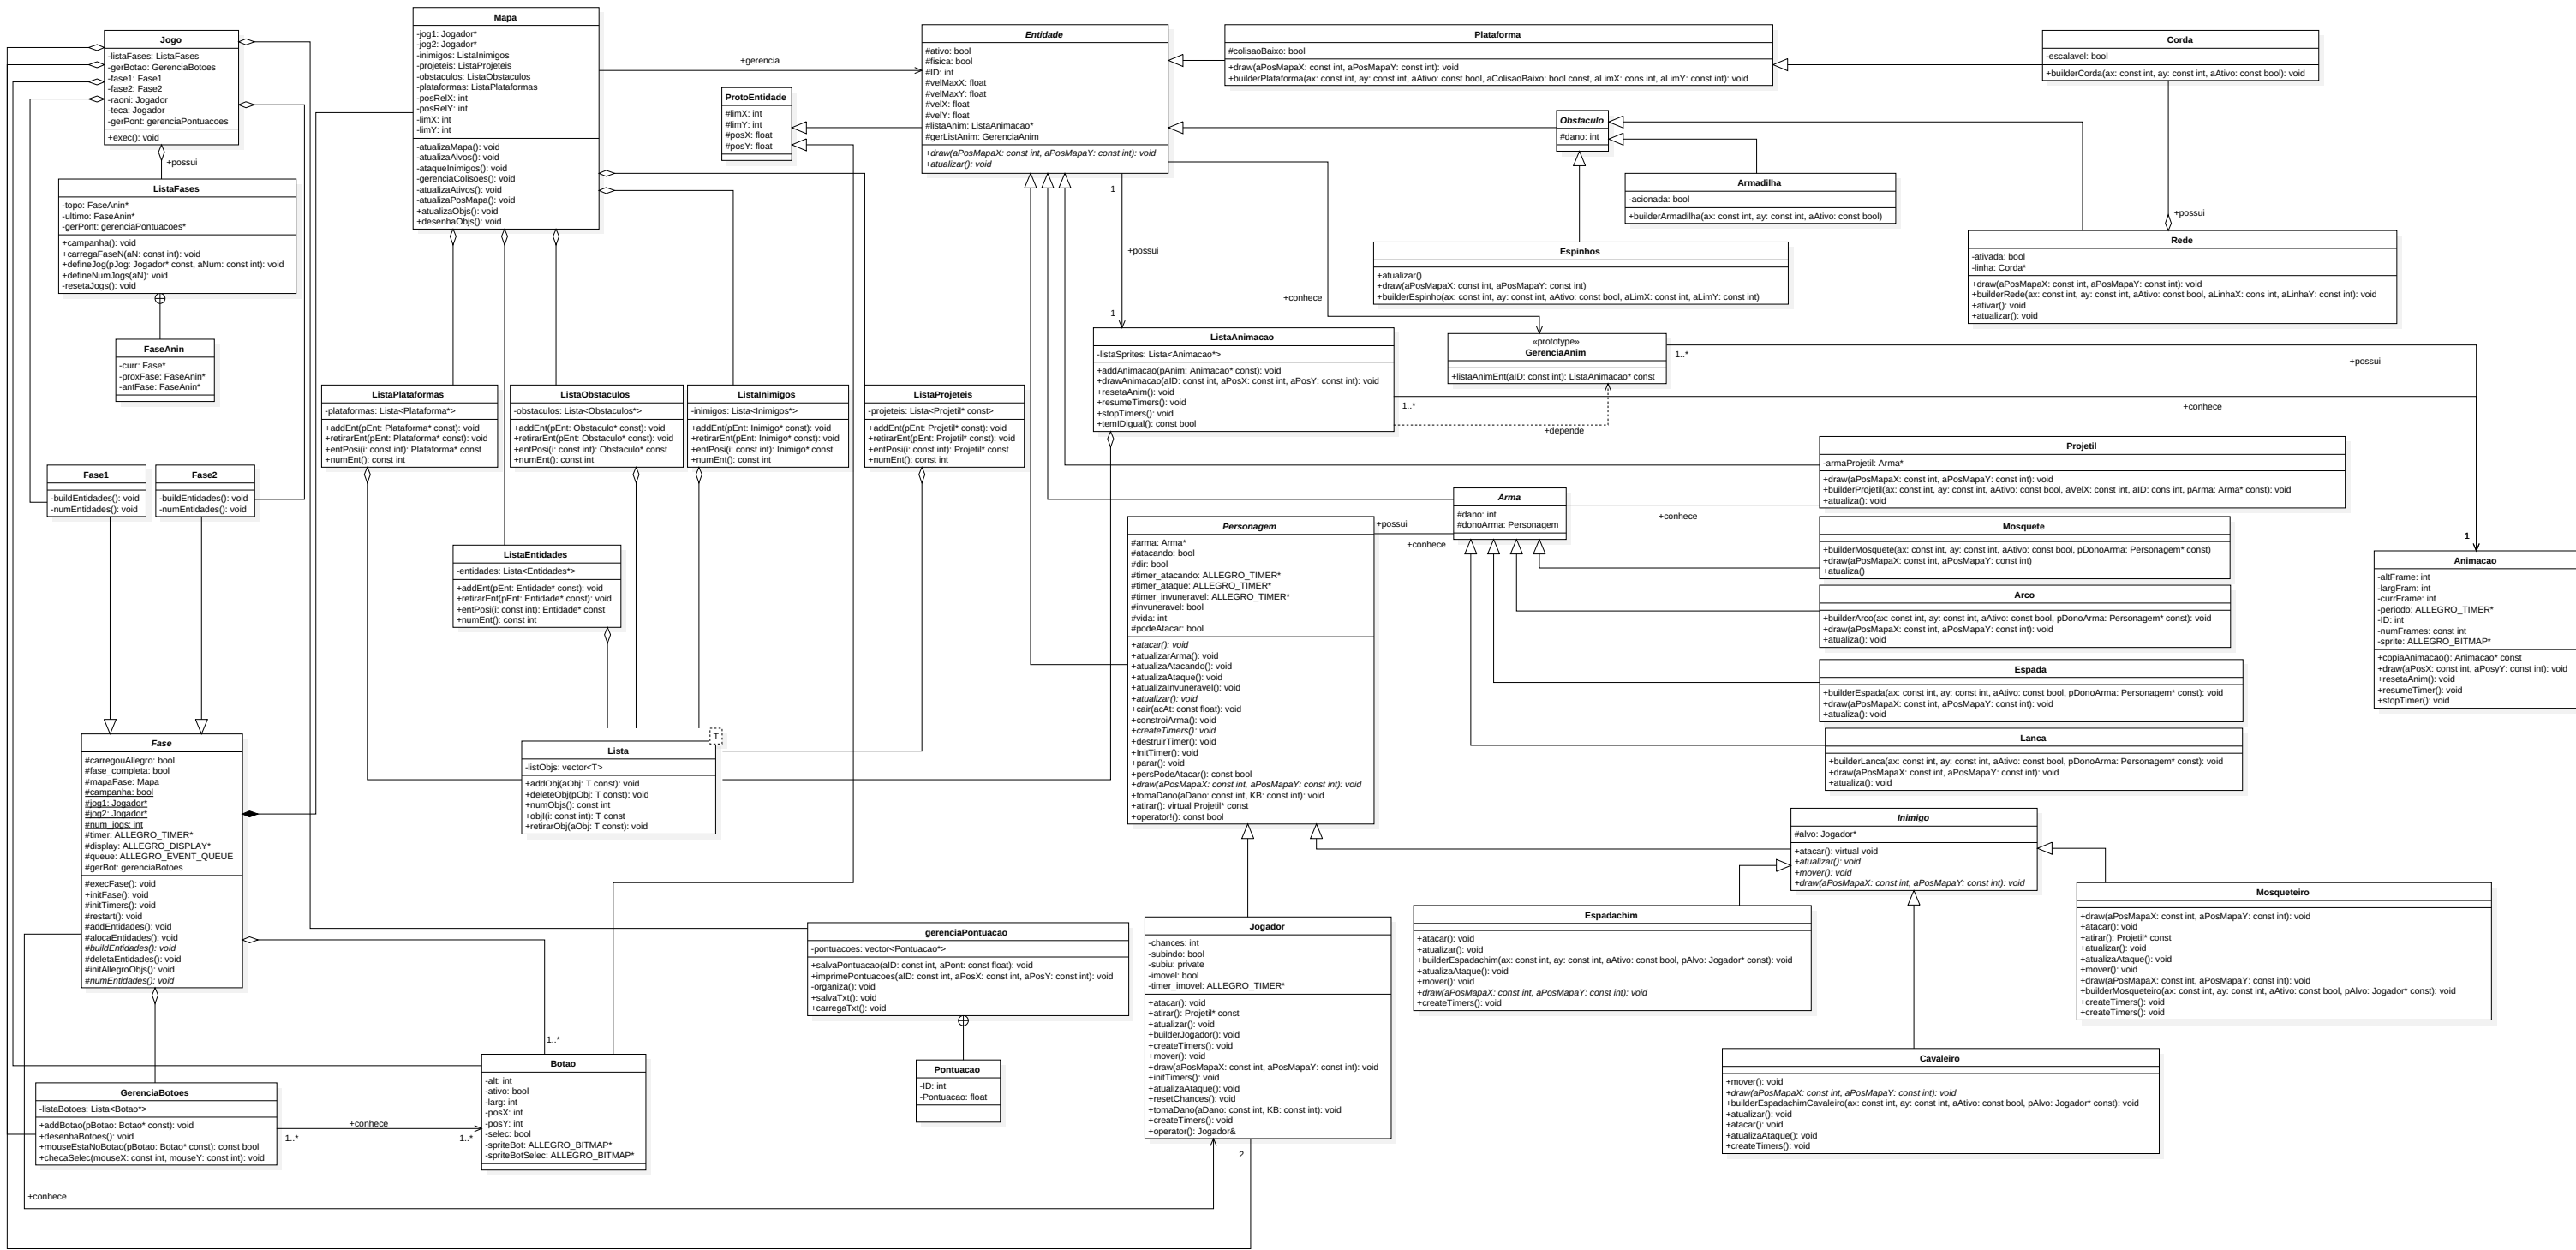 Jogo
-listaFases: ListaFases
-gerBotao: GerenciaBotoes
-fase1: Fase1
-fase2: Fase2
-raoni: Jogador
-teca: Jogador
-gerPont: gerenciaPontuacoes
+exec(): void
+possui
ListaFases
-topo: FaseAnin*
-ultimo: FaseAnin*
-gerPont: gerenciaPontuacoes*
+campanha(): void
+carregaFaseN(aN: const int): void
+defineJog(pJog: Jogador* const, aNum: const int): void
+defineNumJogs(aN): void
-resetaJogs(): void
FaseAnin
-curr: Fase*
-proxFase: FaseAnin*
-antFase: FaseAnin*
Fase1
-buildEntidades(): void
-numEntidades(): void
Fase2
-buildEntidades(): void
-numEntidades(): void
Mapa
-jog1: Jogador*
-jog2: Jogador*
-inimigos: ListaInimigos
-projeteis: ListaProjeteis
-obstaculos: ListaObstaculos
-plataformas: ListaPlataformas
-posRelX: int
-posRelY: int
-limX: int
-limY: int
-atualizaMapa(): void
-atualizaAlvos(): void
-ataqueInimigos(): void
-gerenciaColisoes(): void
-atualizaAtivos(): void
-atualizaPosMapa(): void
+atualizaObjs(): void
+desenhaObjs(): void
+gerencia
ProtoEntidade
#limX: int
#limY: int
#posX: float
#posY: float
Entidade
#ativo: bool
#fisica: bool
#ID: int
#velMaxX: float
#velMaxY: float
#velX: float
#velY: float
#listaAnim: ListaAnimacao*
#gerListAnim: GerenciaAnim
+draw(aPosMapaX: const int, aPosMapaY: const int): void
+atualizar(): void
Plataforma
#colisaoBaixo: bool
+draw(aPosMapaX: const int, aPosMapaY: const int): void
+builderPlataforma(ax: const int, ay: const int, aAtivo: const bool, aColisaoBaixo: bool const, aLimX: const int, aLimY: const int): void
Corda
-escalavel: bool
+builderCorda(ax: const int, ay: const int, aAtivo: const bool): void
Obstaculo
#dano: int
Armadilha
-acionada: bool
+builderArmadilha(ax: const int, ay: const int, aAtivo: const bool)
Espinhos
+atualizar()
+draw(aPosMapaX: const int, aPosMapaY: const int)
+builderEspinho(ax: const int, ay: const int, aAtivo: const bool, aLimX: const int, aLimY: const int)
+possui
Rede
-ativada: bool
-linha: Corda*
+draw(aPosMapaX: const int, aPosMapaY: const int): void
+builderRede(ax: const int, ay: const int, aAtivo: const bool, aLinhaX: cons int, aLinhaY: const int): void
+ativar(): void
+atualizar(): void
1
+possui
1
+conhece
ListaAnimacao
-listaSprites: Lista<Animacao*>
+addAnimacao(pAnim: Animacao* const): void
+drawAnimacao(aID: const int, aPosX: const int, aPosY: const int): void
+resetaAnim(): void
+resumeTimers(): void
+stopTimers(): void
+temIDigual(): const bool
«prototype»
GerenciaAnim
+listaAnimEnt(aID: const int): ListaAnimacao* const
1..*
+possui
1..*
+conhece
+depende
ListaPlataformas
-plataformas: Lista<Plataforma*>
+addEnt(pEnt: Plataforma* const): void
+retirarEnt(pEnt: Plataforma* const): void
+entPosi(i: const int): Plataforma* const
+numEnt(): const int
ListaObstaculos
-obstaculos: Lista<Obstaculos*>
+addEnt(pEnt: Obstaculo* const): void
+retirarEnt(pEnt: Obstaculo* const): void
+entPosi(i: const int): Obstaculo* const
+numEnt(): const int
ListaInimigos
-inimigos: Lista<Inimigos*>
+addEnt(pEnt: Inimigo* const): void
+retirarEnt(pEnt: Inimigo* const): void
+entPosi(i: const int): Inimigo* const
+numEnt(): const int
ListaProjeteis
-projeteis: Lista<Projetil* const>
+addEnt(pEnt: Projetil* const): void
+retirarEnt(pEnt: Projetil* const): void
+entPosi(i: const int): Projetil* const
+numEnt(): const int
ListaEntidades
-entidades: Lista<Entidades*>
+addEnt(pEnt: Entidade* const): void
+retirarEnt(pEnt: Entidade* const): void
+entPosi(i: const int): Entidade* const
+numEnt(): const int
T
Lista
-listObjs: vector<T>
+addObj(aObj: T const): void
+deleteObj(pObj: T const): void
+numObjs(): const int
+objI(i: const int): T const
+retirarObj(aObj: T const): void
Projetil
-armaProjetil: Arma*
+draw(aPosMapaX: const int, aPosMapaY: const int): void
+builderProjetil(ax: const int, ay: const int, aAtivo: const bool, aVelX: const int, aID: cons int, pArma: Arma* const): void
+atualiza(): void
Arma
#dano: int
#donoArma: Personagem
+conhece
+possui
+conhece
Personagem
#arma: Arma*
#atacando: bool
#dir: bool
#timer_atacando: ALLEGRO_TIMER*
#timer_ataque: ALLEGRO_TIMER*
#timer_invuneravel: ALLEGRO_TIMER*
#invuneravel: bool
#vida: int
#podeAtacar: bool
+atacar(): void
+atualizarArma(): void
+atualizaAtacando(): void
+atualizaAtaque(): void
+atualizaInvuneravel(): void
+atualizar(): void
+cair(acAt: const float): void
+constroiArma(): void
+createTimers(): void
+destruirTimer(): void
+InitTimer(): void
+parar(): void
+persPodeAtacar(): const bool
+draw(aPosMapaX: const int, aPosMapaY: const int): void
+tomaDano(aDano: const int, KB: const int): void
+atirar(): virtual Projetil* const
+operator!(): const bool
Mosquete
+builderMosquete(ax: const int, ay: const int, aAtivo: const bool, pDonoArma: Personagem* const)
+draw(aPosMapaX: const int, aPosMapaY: const int)
+atualiza()
Arco
+builderArco(ax: const int, ay: const int, aAtivo: const bool, pDonoArma: Personagem* const): void
+draw(aPosMapaX: const int, aPosMapaY: const int): void
+atualiza(): void
Espada
+builderEspada(ax: const int, ay: const int, aAtivo: const bool, pDonoArma: Personagem* const): void
+draw(aPosMapaX: const int, aPosMapaY: const int): void
+atualiza(): void
Lanca
+builderLanca(ax: const int, ay: const int, aAtivo: const bool, pDonoArma: Personagem* const): void
+draw(aPosMapaX: const int, aPosMapaY: const int): void
+atualiza(): void
1
Animacao
-altFrame: int
-largFram: int
-currFrame: int
-periodo: ALLEGRO_TIMER*
-ID: int
-numFrames: const int
-sprite: ALLEGRO_BITMAP*
+copiaAnimacao(): Animacao* const
+draw(aPosX: const int, aPosyY: const int): void
+resetaAnim(): void
+resumeTimer(): void
+stopTimer(): void
Fase
#carregouAllegro: bool
#fase_completa: bool
#mapaFase: Mapa
#campanha: bool
#jog1: Jogador*
#jog2: Jogador*
#num_jogs: int
#timer: ALLEGRO_TIMER*
#display: ALLEGRO_DISPLAY*
#queue: ALLEGRO_EVENT_QUEUE
#gerBot: gerenciaBotoes
#execFase(): void
+initFase(): void
#initTimers(): void
#restart(): void
#addEntidades(): void
#alocaEntidades(): void
#buildEntidades(): void
#deletaEntidades(): void
#initAllegroObjs(): void
#numEntidades(): void
Inimigo
#alvo: Jogador*
+atacar(): virtual void
+atualizar(): void
+mover(): void
+draw(aPosMapaX: const int, aPosMapaY: const int): void
Espadachim
+atacar(): void
+atualizar(): void
+builderEspadachim(ax: const int, ay: const int, aAtivo: const bool, pAlvo: Jogador* const): void
+atualizaAtaque(): void
+mover(): void
+draw(aPosMapaX: const int, aPosMapaY: const int): void
+createTimers(): void
Mosqueteiro
+draw(aPosMapaX: const int, aPosMapaY: const int): void
+atacar(): void
+atirar(): Projetil* const
+atualizar(): void
+atualizaAtaque(): void
+mover(): void
+draw(aPosMapaX: const int, aPosMapaY: const int): void
+builderMosqueteiro(ax: const int, ay: const int, aAtivo: const bool, pAlvo: Jogador* const): void
+createTimers(): void
+createTimers(): void
Cavaleiro
+mover(): void
+draw(aPosMapaX: const int, aPosMapaY: const int): void
+builderEspadachimCavaleiro(ax: const int, ay: const int, aAtivo: const bool, pAlvo: Jogador* const): void
+atualizar(): void
+atacar(): void
+atualizaAtaque(): void
+createTimers(): void
gerenciaPontuacao
-pontuacoes: vector<Pontuacao*>
+salvaPontuacao(aID: const int, aPont: const float): void
+imprimePontuacoes(aID: const int, aPosX: const int, aPosY: const int): void
-organiza(): void
+salvaTxt(): void
+carregaTxt(): void
Pontuacao
-ID: int
-Pontuacao: float
Jogador
-chances: int
-subindo: bool
-subiu: private
-imovel: bool
-timer_imovel: ALLEGRO_TIMER*
+atacar(): void
+atirar(): Projetil* const
+atualizar(): void
+builderJogador(): void
+createTimers(): void
+mover(): void
+draw(aPosMapaX: const int, aPosMapaY: const int): void
+initTimers(): void
+atualizaAtaque(): void
+resetChances(): void
+tomaDano(aDano: const int, KB: const int): void
+createTimers(): void
+operator(): Jogador&
2
1..*
Botao
-alt: int
-ativo: bool
-larg: int
-posX: int
-posY: int
-selec: bool
-spriteBot: ALLEGRO_BITMAP*
-spriteBotSelec: ALLEGRO_BITMAP*
GerenciaBotoes
-listaBotoes: Lista<Botao*>
+addBotao(pBotao: Botao* const): void
+desenhaBotoes(): void
+mouseEstaNoBotao(pBotao: Botao* const): const bool
+checaSelec(mouseX: const int, mouseY: const int): void
+conhece
1..*
1..*
+conhece